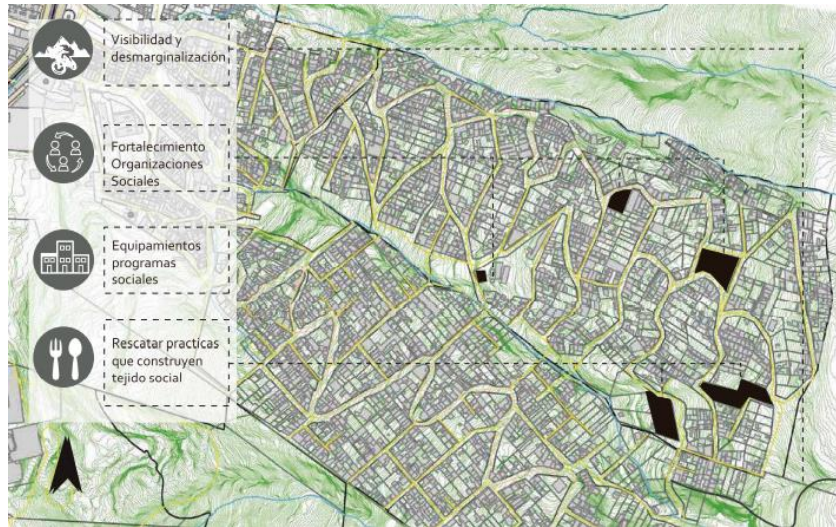 Visibilidad y
desmarginalización
Fortalecimiento
Organizaciones
Sociales
Equipamientos
programas
sociales
Rescatar practicas
que construyen
tejido social